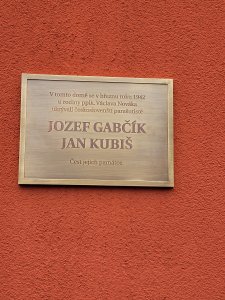 V tomto domě se v březnu roku 1942
u rodiny pplk. Václava Nováka
ukrývali českoslovenští parašutisté
JOZEF GABČÍK
JAN KUBIŠ
Čest jejich památce.